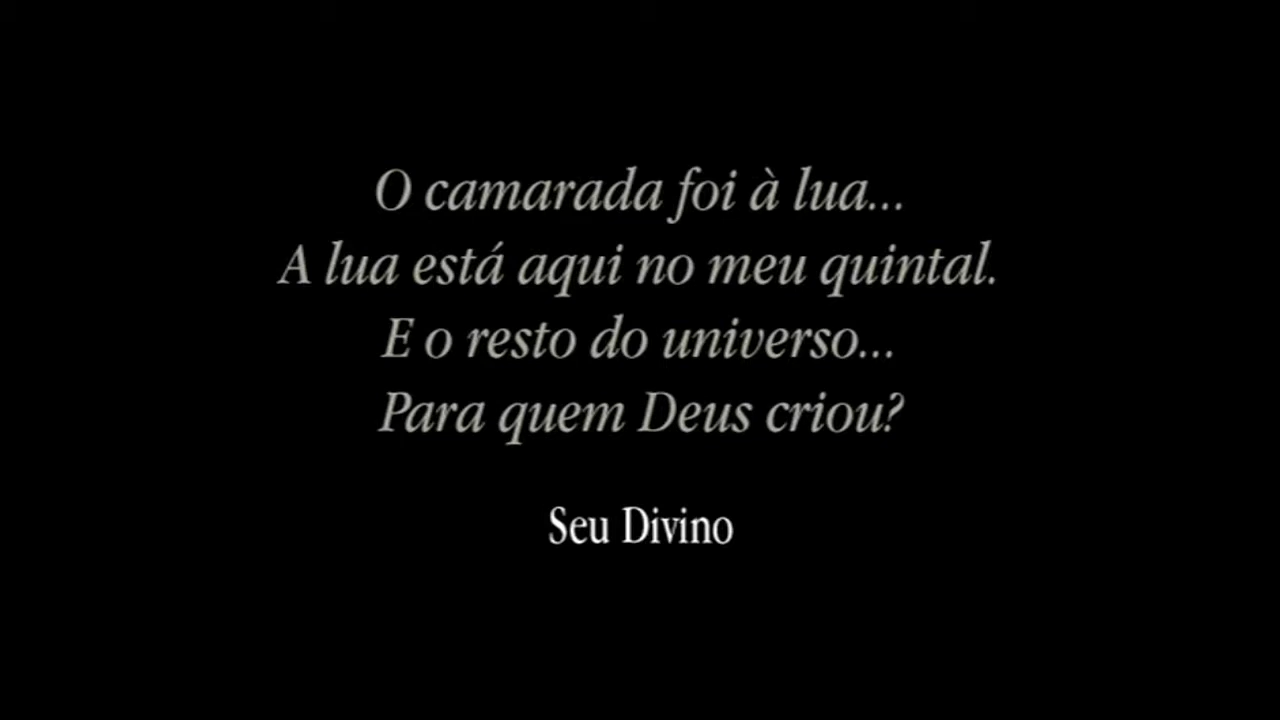 O camarada foi à lua...
A lua está aqui no meu quintal.
E o resto do universo...
Para quem Deus criou?
Seu Divino